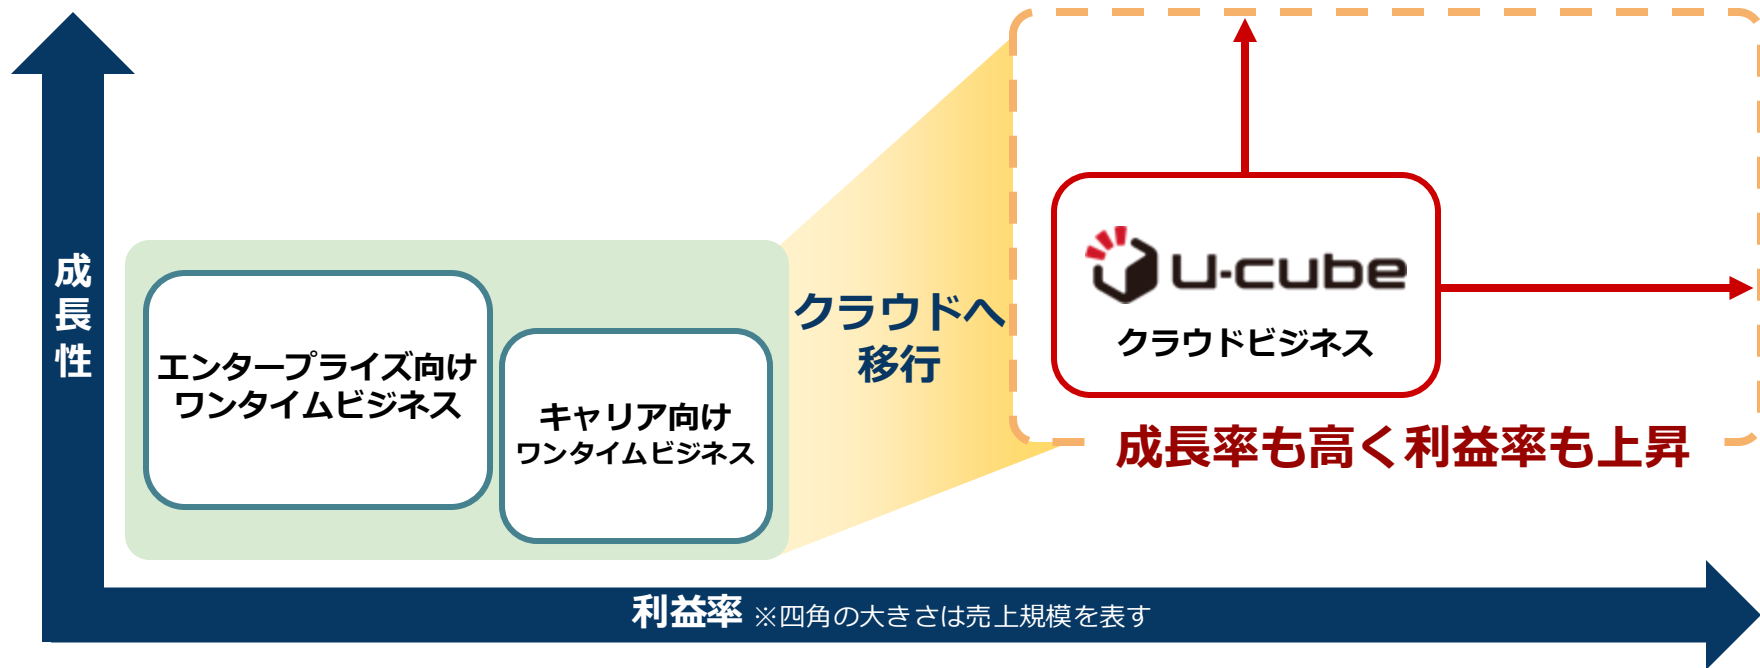 成長性
エンタープライズ向け
ワンタイムビジネス
キャリア向け
ワンタイムビジネス
クラウドへ
移行
U-cube
クラウドビジネス
成長率も高く利益率も上昇
利益率 ※四角の大きさは売上規模を表す